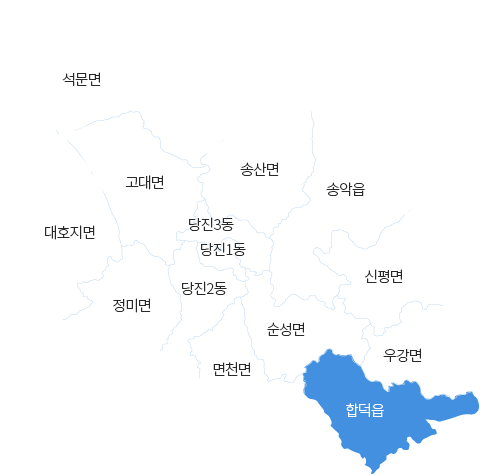 석문면
송산면
고대면
송악읍
당진3동
대호지면
당진1동
신평면
당진2동
정미면
순성면
우강면
면천면
합덕읍